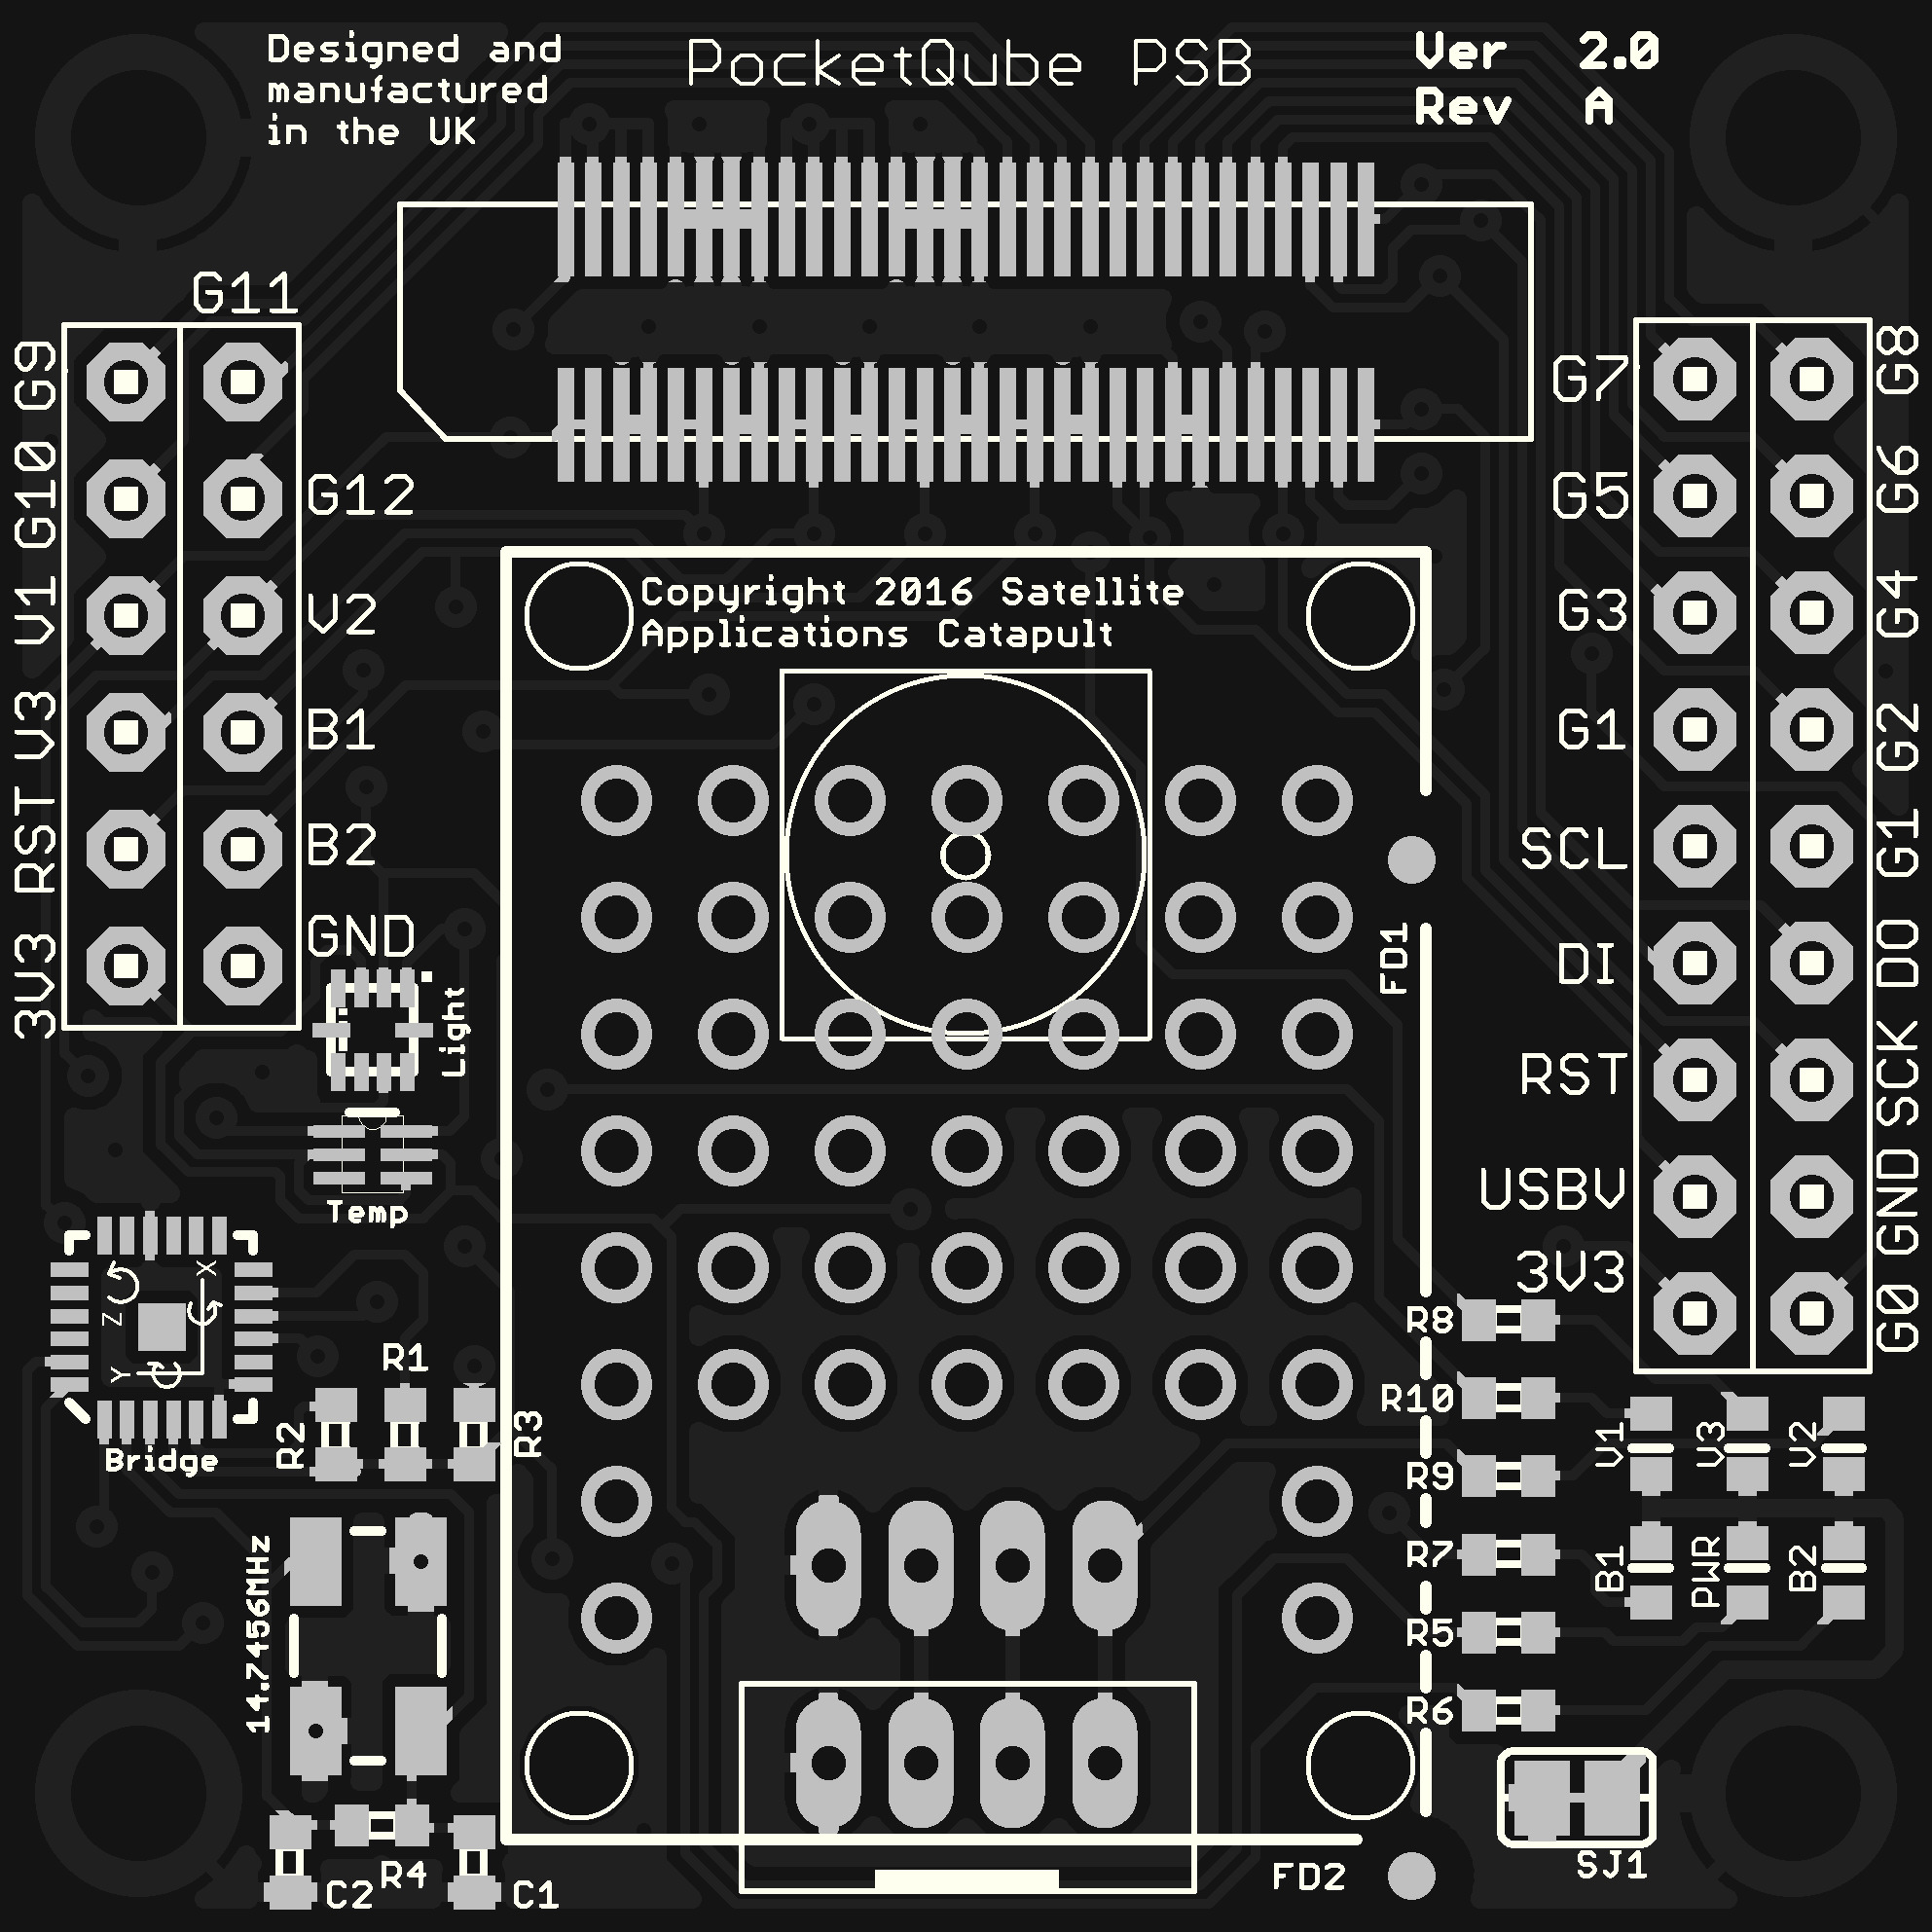 Designed and
manufactured
in the UK
PocketQube PSB
Ver 2.0
Rev A
G11
G9
G10
V1
V3
RST
3V3
G12
V2
B1
B2
GND
Copyright 2016 Satellite
Applications Catapult
G7
G5
G3
G1
SCL
DI
RST
USBV
3V3
G8
G6
G4
G2
G1
DO
SCK
GND
G0
FD1
Light
Temp
X
Z
Y
Bridge
R1
R2
R3
14.7456MHz
R8
R10
R9
R7
R5
R6
V1
V3
V2
B1
PWR
B2
C2
R4
C1
FD2
SJ1